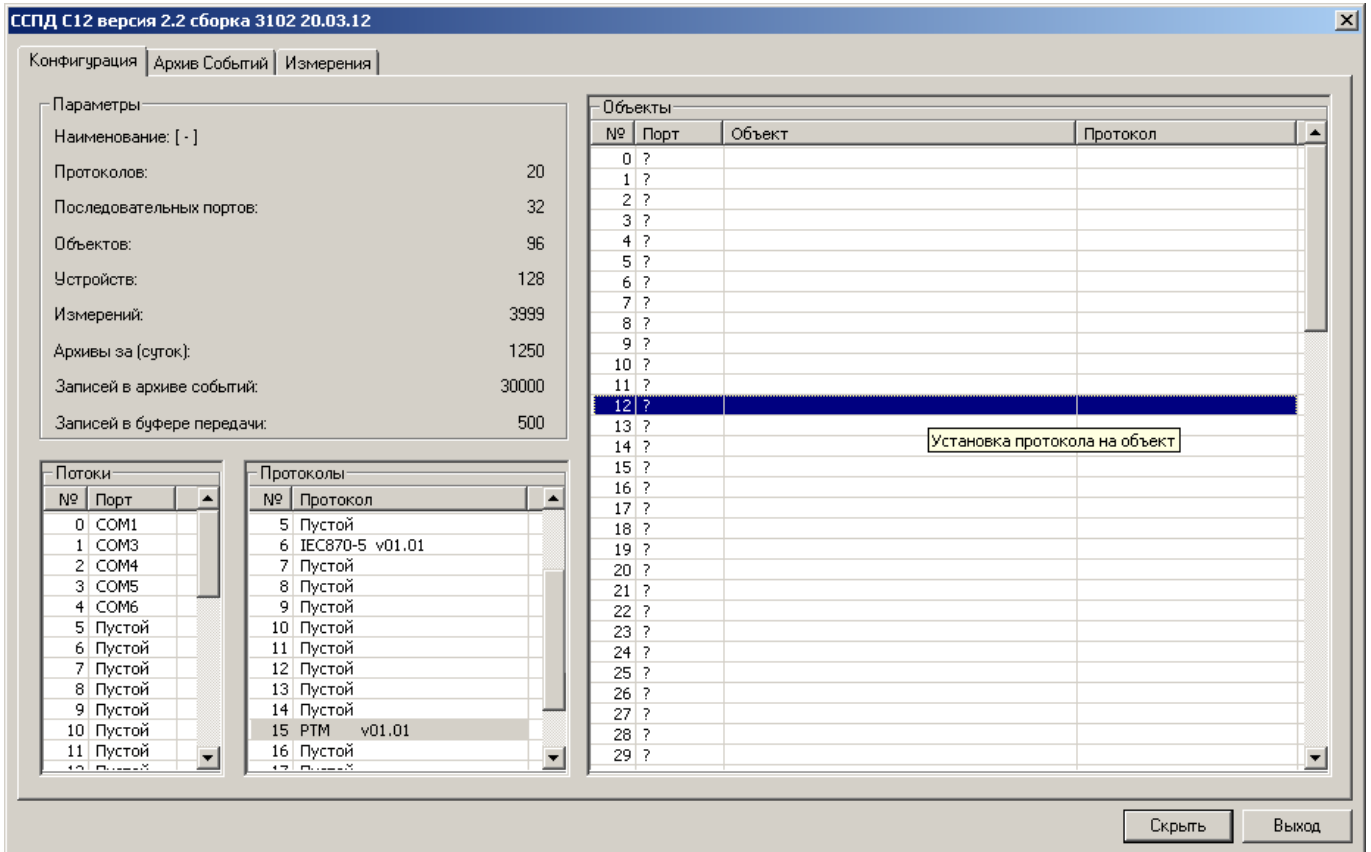 ССПД С12 версия 2.2 сборка 3102 20.03.12
Конфигурация Архив Событий Измерения
Параметры
Наименование: [ - ]
Протоколов: 20
Последовательных портов: 32
Объектов: 96
Устройств: 128
Измерений: 3999
Архивы за (суток): 1250
Записей в архиве событий: 30000
Записей в буфере передачи: 500
Потоки
№ Порт
0 COM1
1 COM3
2 COM4
3 COM5
4 COM6
5 Пустой
6 Пустой
7 Пустой
8 Пустой
9 Пустой
10 Пустой
11 Пустой
12 Пустой
Протоколы
№ Протокол
5 Пустой
6 IEC870-5 v01.01
7 Пустой
8 Пустой
9 Пустой
10 Пустой
11 Пустой
12 Пустой
13 Пустой
14 Пустой
15 РТМ v01.01
16 Пустой
17 Пустой
Объекты
№ Порт Объект Протокол
0 ?
1 ?
2 ?
3 ?
4 ?
5 ?
6 ?
7 ?
8 ?
9 ?
10 ?
11 ?
12 ?
13 ?
Установка протокола на объект
14 ?
15 ?
16 ?
17 ?
18 ?
19 ?
20 ?
21 ?
22 ?
23 ?
24 ?
25 ?
26 ?
27 ?
28 ?
29 ?
Скрыть Выход